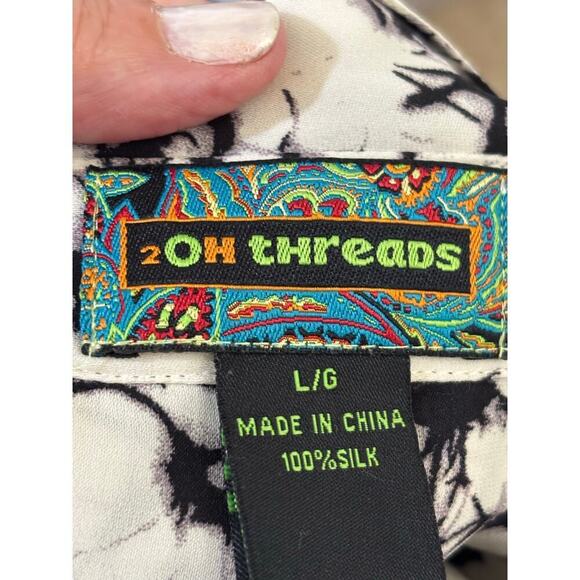 2OH tHreaDS
L/G
MADE IN CHINA
100%SILK